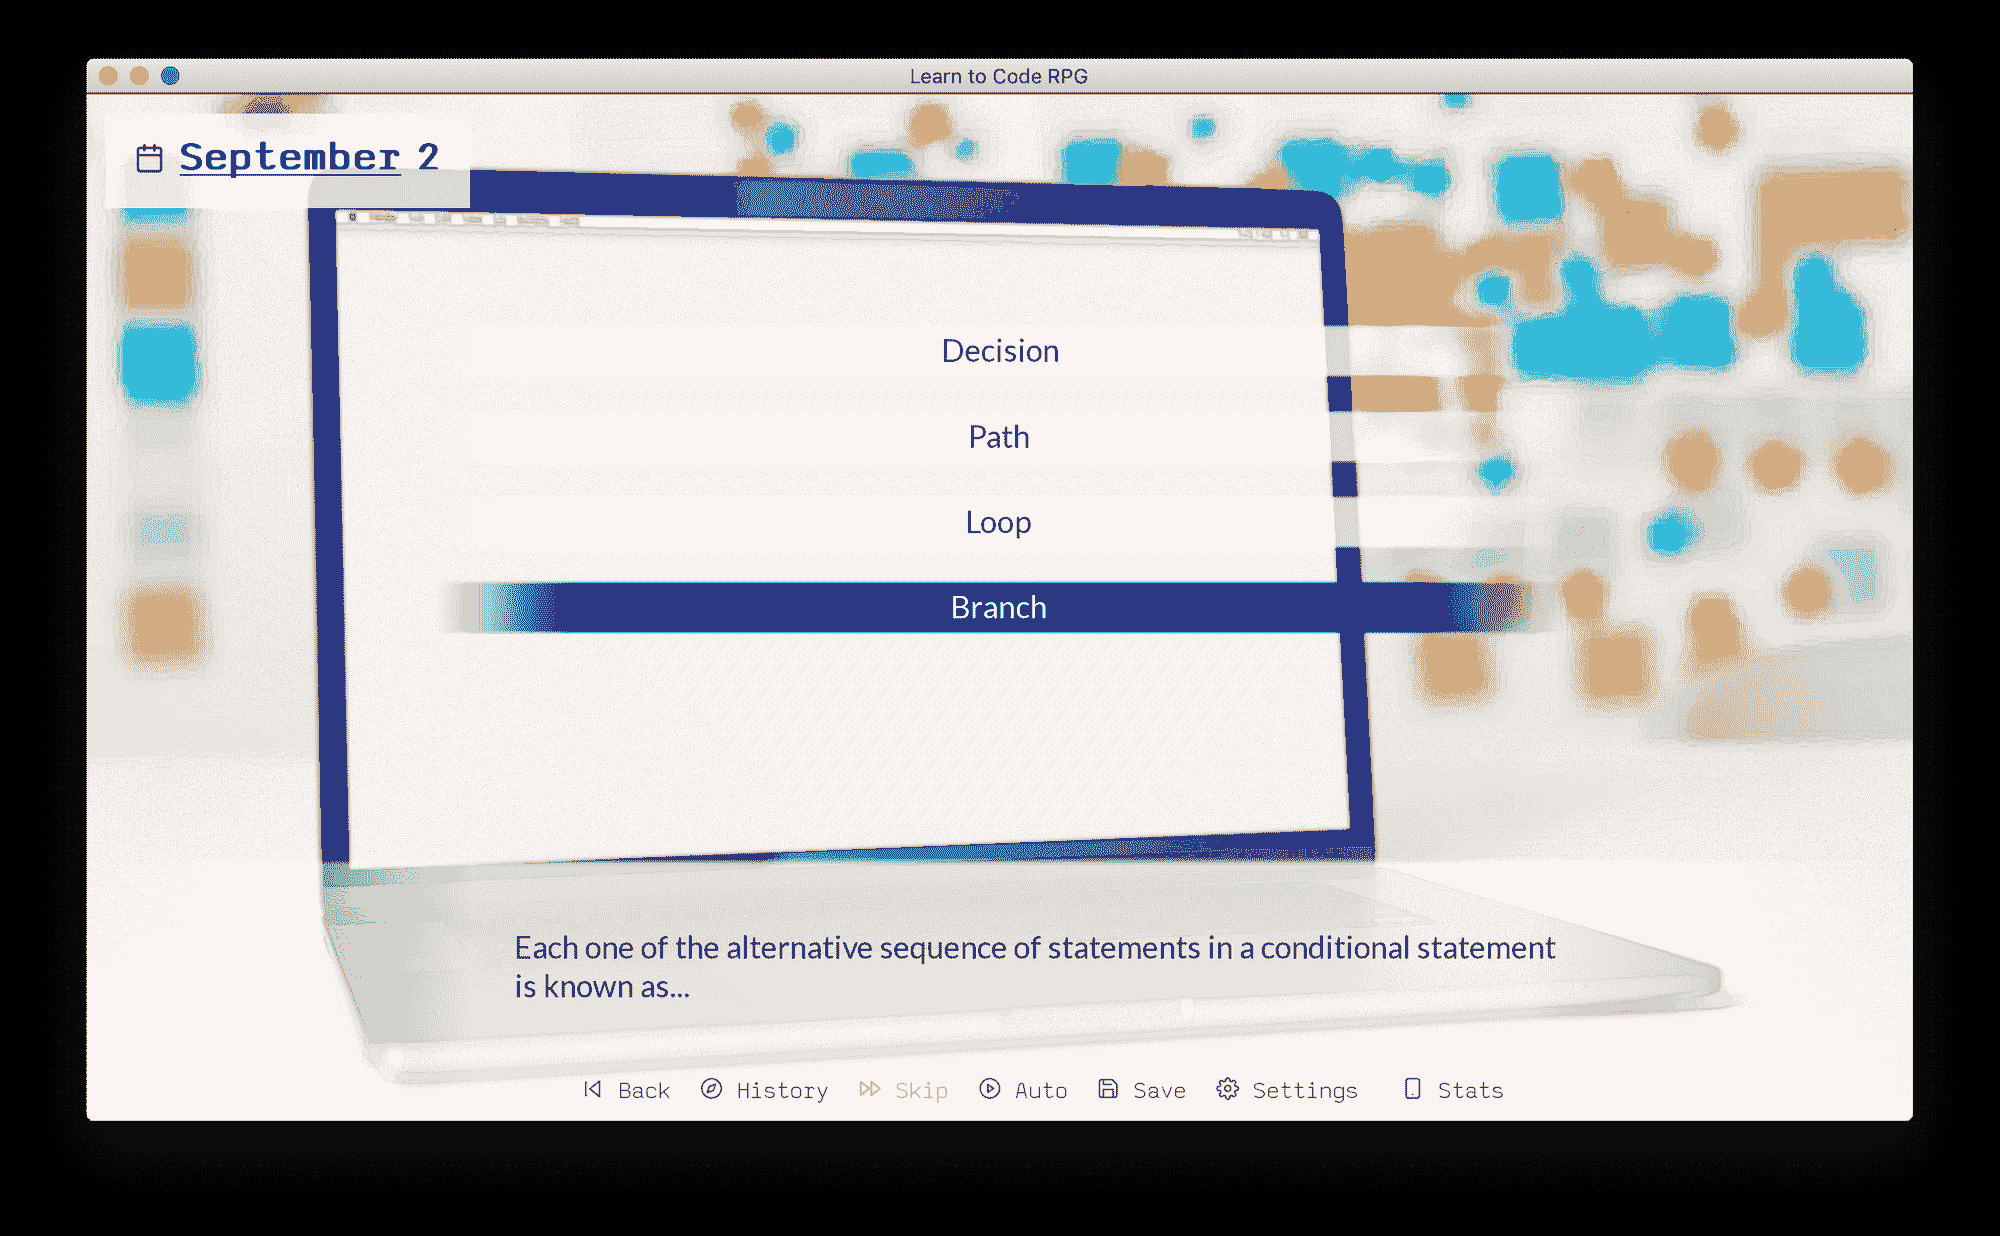 Learn to Code RPG
September 2
Decision
Path
Loop
Branch
Each one of the alternative sequence of statements in a conditional statement
is known as...
Back History Skip Auto Save Settings Stats